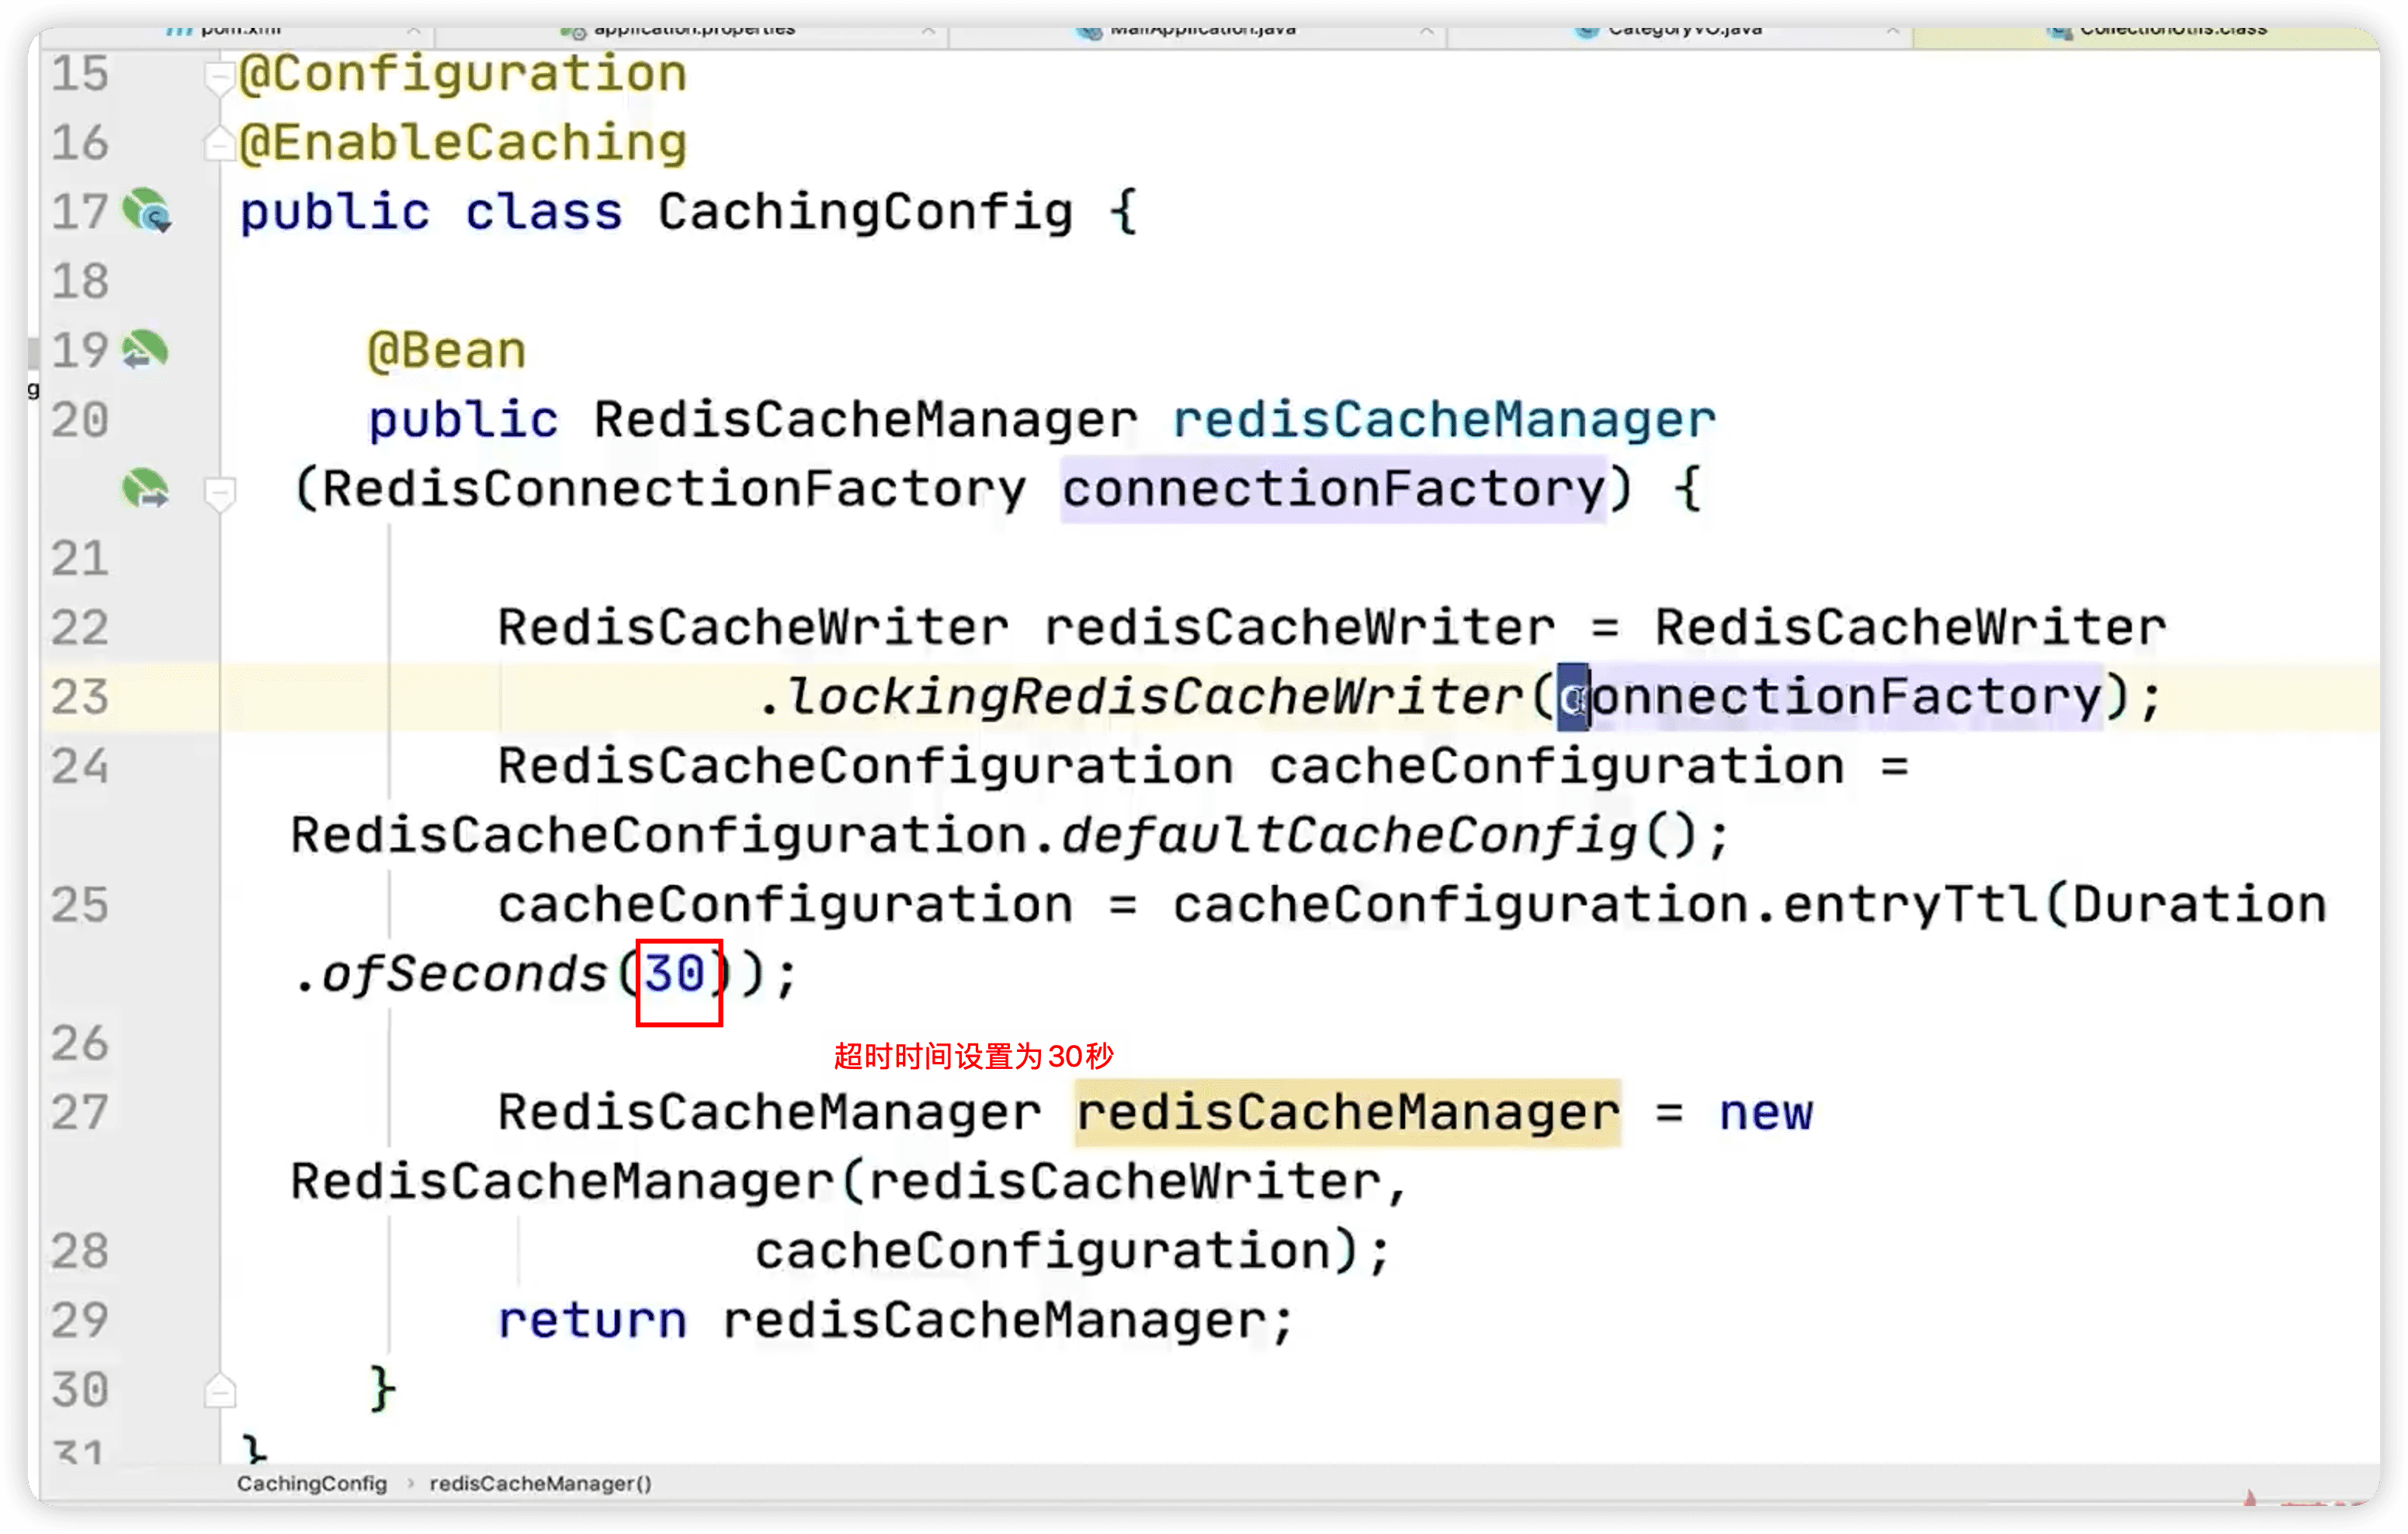 pom.xml application.properties MallApplication.java CategoryVO.java CollectionUtils.class
15 @Configuration
16 @EnableCaching
17 public class CachingConfig {
18
19 @Bean
g
20 public RedisCacheManager redisCacheManager
(RedisConnectionFactory connectionFactory) {
21
22 RedisCacheWriter redisCacheWriter = RedisCacheWriter
23 .lockingRedisCacheWriter(connectionFactory);
24 RedisCacheConfiguration cacheConfiguration =
RedisCacheConfiguration.defaultCacheConfig();
25 cacheConfiguration = cacheConfiguration.entryTtl(Duration
.ofSeconds(30));
26
超时时间设置为30秒
27 RedisCacheManager redisCacheManager = new
RedisCacheManager(redisCacheWriter,
28 cacheConfiguration);
29 return redisCacheManager;
30 }
31 }
CachingConfig › redisCacheManager()